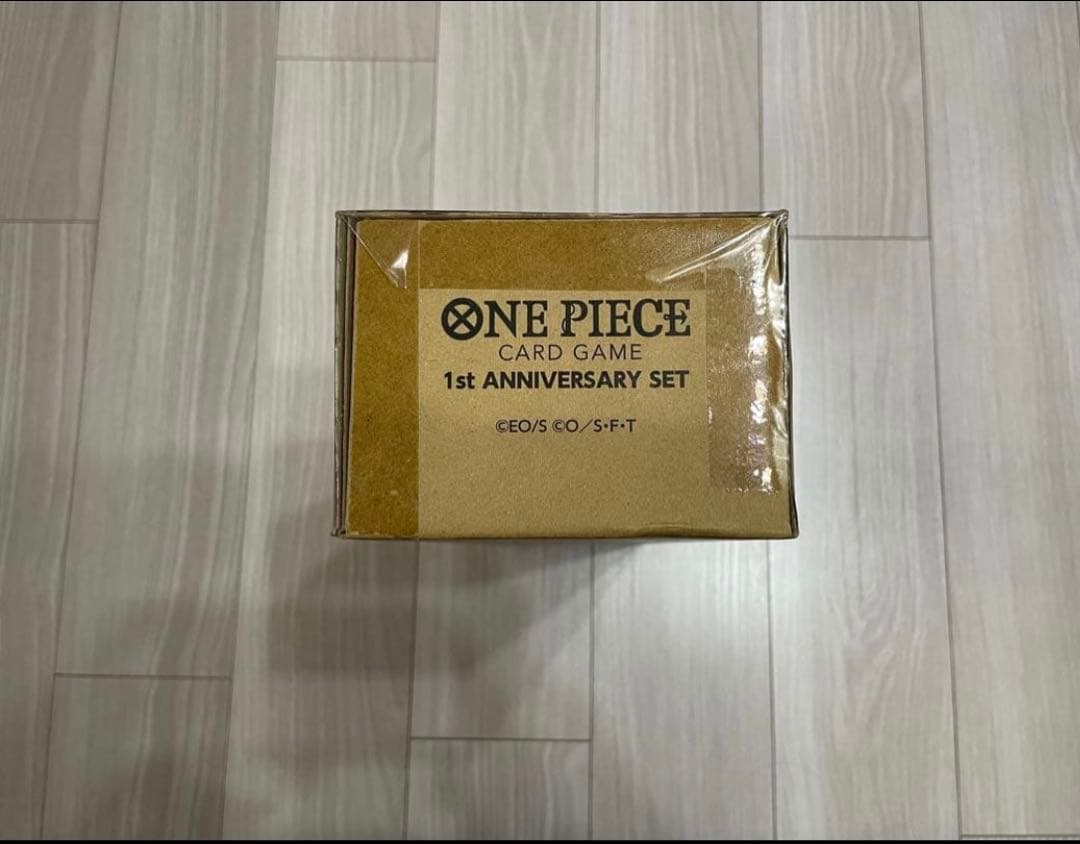 ONE PIECE
CARD GAME
1st ANNIVERSARY SET
©EO/S ©O／S・F・T